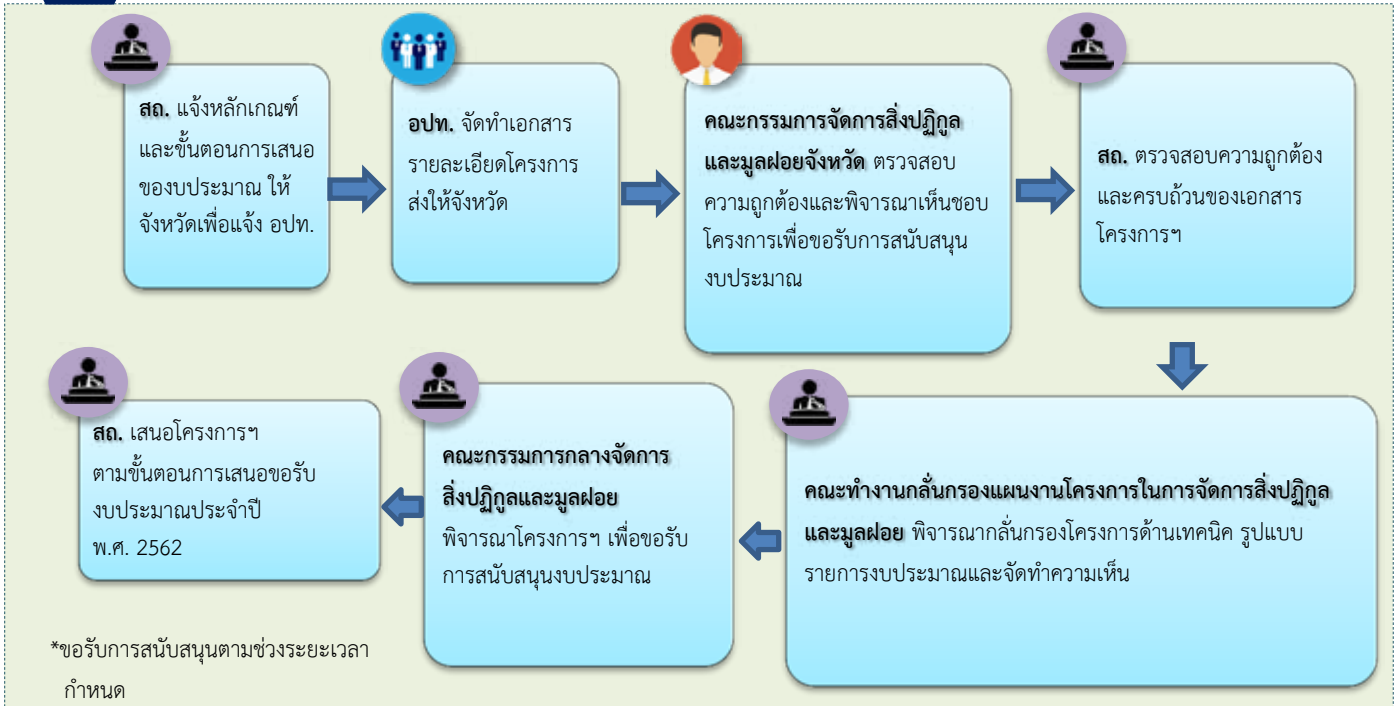 สถ. แจ้งหลักเกณฑ์
และขั้นตอนการเสนอ
ของบประมาณ ให้
จังหวัดเพื่อแจ้ง อปท.
อปท. จัดทำเอกสาร
รายละเอียดโครงการ
ส่งให้จังหวัด
คณะกรรมการจัดการสิ่งปฏิกูล
และมูลฝอยจังหวัด ตรวจสอบ
ความถูกต้องและพิจารณาเห็นชอบ
โครงการเพื่อขอรับการสนับสนุน
งบประมาณ
สถ. ตรวจสอบความถูกต้อง
และครบถ้วนของเอกสาร
โครงการฯ
คณะทำงานกลั่นกรองแผนงานโครงการในการจัดการสิ่งปฏิกูล
และมูลฝอย พิจารณากลั่นกรองโครงการด้านเทคนิค รูปแบบ
รายการงบประมาณและจัดทำความเห็น
คณะกรรมการกลางจัดการ
สิ่งปฏิกูลและมูลฝอย
พิจารณาโครงการฯ เพื่อขอรับ
การสนับสนุนงบประมาณ
สถ. เสนอโครงการฯ
ตามขั้นตอนการเสนอขอรับ
งบประมาณประจำปี
พ.ศ. 2562
*ขอรับการสนับสนุนตามช่วงระยะเวลา
กำหนด